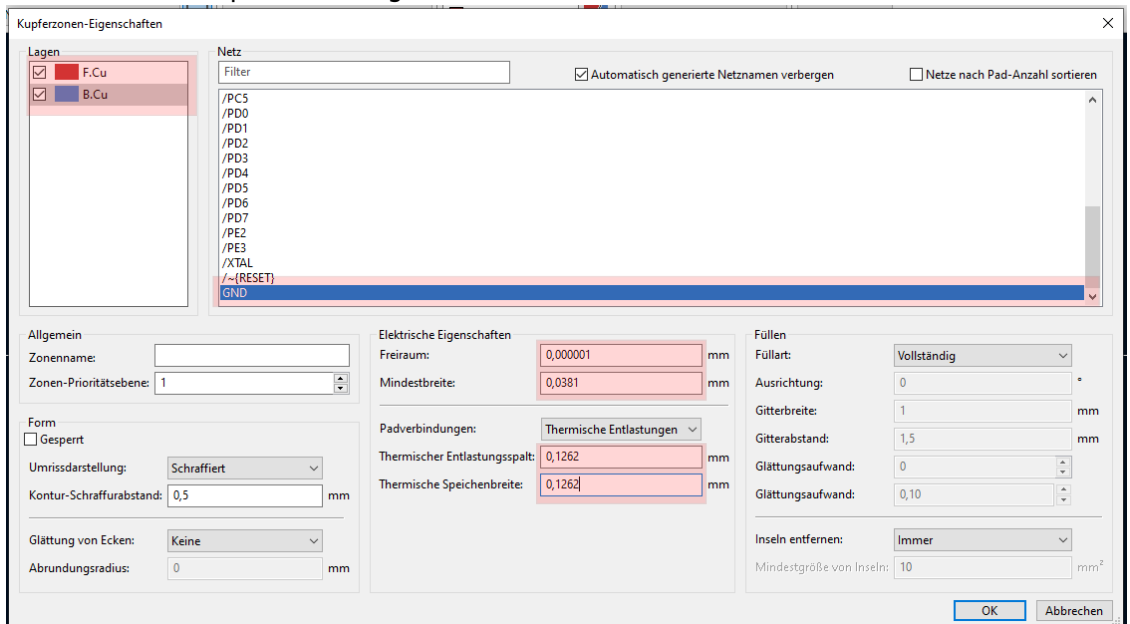 Kupferzonen-Eigenschaften
Lagen
F.Cu
B.Cu
Netz
Filter
Automatisch generierte Netznamen verbergen
Netze nach Pad-Anzahl sortieren
/PC5
/PD0
/PD1
/PD2
/PD3
/PD4
/PD5
/PD6
/PD7
/PE2
/PE3
/XTAL
/~{RESET}
GND
Allgemein
Zonenname:
Zonen-Prioritätsebene: 1
Form
Gesperrt
Umrissdarstellung: Schraffiert
Kontur-Schraffurabstand: 0,5 mm
Glättung von Ecken: Keine
Abrundungsradius: 0 mm
Elektrische Eigenschaften
Freiraum: 0,000001 mm
Mindestbreite: 0,0381 mm
Padverbindungen: Thermische Entlastungen
Thermischer Entlastungsspalt: 0,1262 mm
Thermische Speichenbreite: 0,1262 mm
Füllen
Füllart: Vollständig
Ausrichtung: 0 °
Gitterbreite: 1 mm
Gitterabstand: 1,5 mm
Glättungsaufwand: 0
Glättungsaufwand: 0,10
Inseln entfernen: Immer
Mindestgröße von Inseln: 10 mm²
OK
Abbrechen